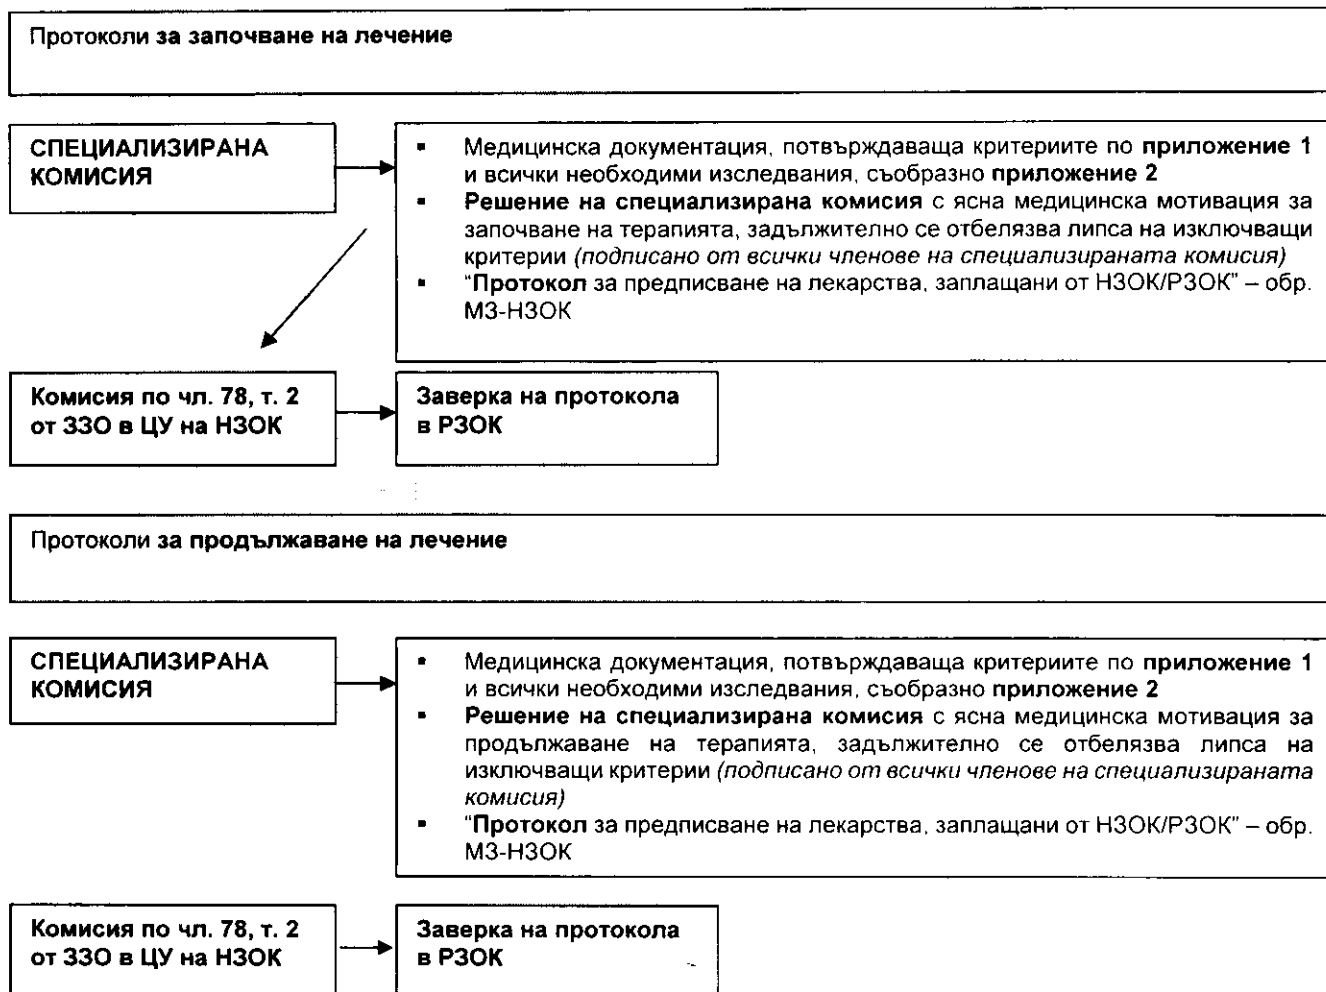 Протоколи за започване на лечение
СПЕЦИАЛИЗИРАНА
КОМИСИЯ
▪ Медицинска документация, потвърждаваща критериите по приложение 1
и всички необходими изследвания, съобразно приложение 2
▪ Решение на специализирана комисия с ясна медицинска мотивация за
започване на терапията, задължително се отбелязва липса на изключващи
критерии (подписано от всички членове на специализираната комисия)
▪ “Протокол за предписване на лекарства, заплащани от НЗОК/РЗОК” – обр.
МЗ-НЗОК
Комисия по чл. 78, т. 2
от ЗЗО в ЦУ на НЗОК
Заверка на протокола
в РЗОК
Протоколи за продължаване на лечение
СПЕЦИАЛИЗИРАНА
КОМИСИЯ
▪ Медицинска документация, потвърждаваща критериите по приложение 1
и всички необходими изследвания, съобразно приложение 2
▪ Решение на специализирана комисия с ясна медицинска мотивация за
продължаване на терапията, задължително се отбелязва липса на
изключващи критерии (подписано от всички членове на специализираната
комисия)
▪ “Протокол за предписване на лекарства, заплащани от НЗОК/РЗОК” – обр.
МЗ-НЗОК
Комисия по чл. 78, т. 2
от ЗЗО в ЦУ на НЗОК
Заверка на протокола
в РЗОК